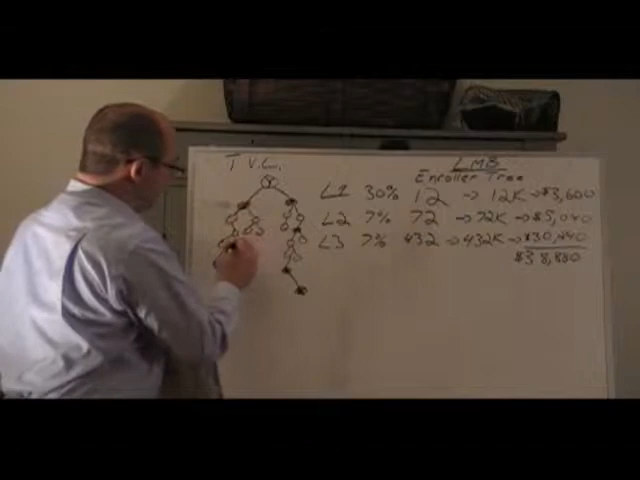 T.V.C. LMB
Enroller Tree
L1 30% 12 → 12K → $3,600
L2 7% 72 → 72K → $5,040
L3 7% 432 → 432K → $30,240
$38,880